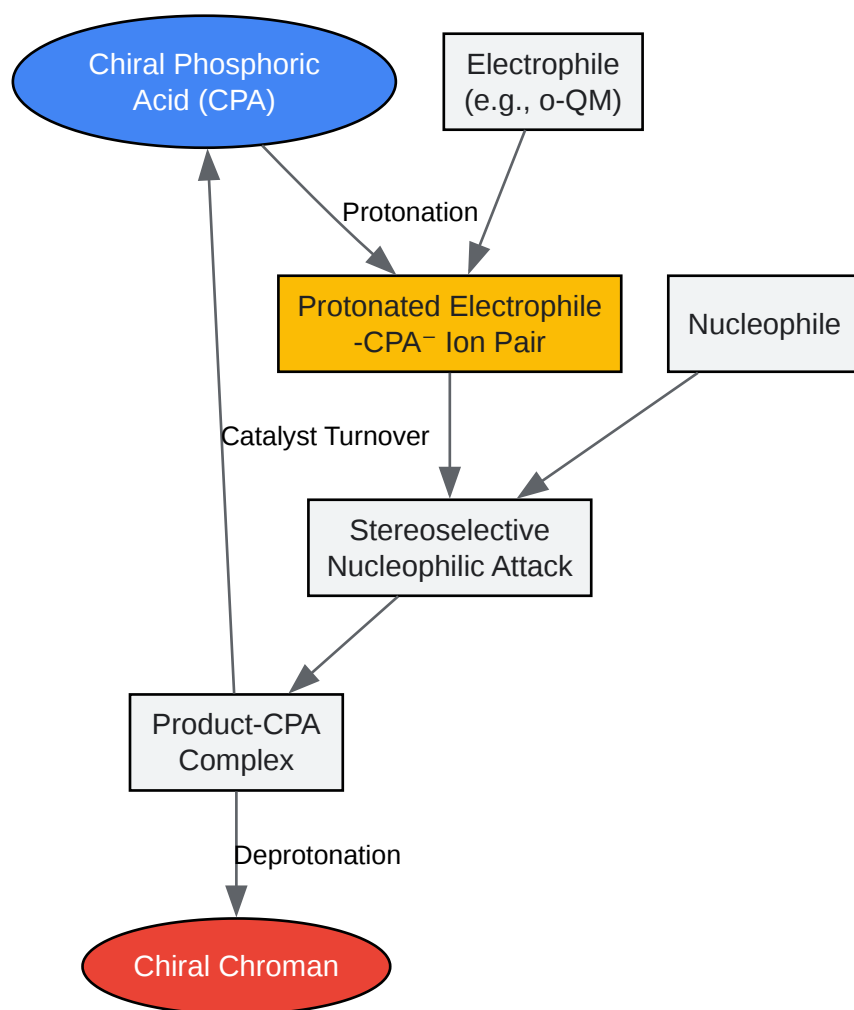 Chiral Phosphoric
Acid (CPA)
Electrophile
(e.g., o-QM)
Protonation
Protonated Electrophile
-CPA⁻ Ion Pair
Nucleophile
Catalyst Turnover
Stereoselective
Nucleophilic Attack
Product-CPA
Complex
Deprotonation
Chiral Chroman